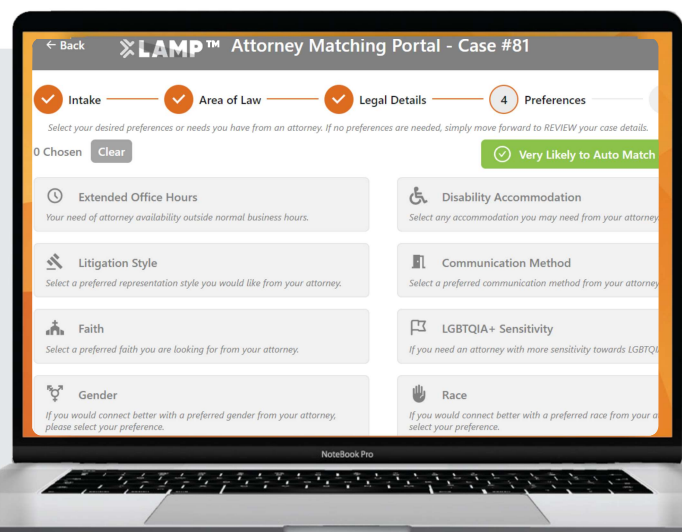 ← Back LAMP™ Attorney Matching Portal - Case #81
Intake Area of Law Legal Details 4 Preferences
Select your desired preferences or needs you have from an attorney. If no preferences are needed, simply move forward to REVIEW your case details.
0 Chosen Clear Very Likely to Auto Match
Extended Office Hours
Your need of attorney availability outside normal business hours.
Disability Accommodation
Select any accommodation you may need from your attorney
Litigation Style
Select a preferred representation style you would like from your attorney.
Communication Method
Select a preferred communication method from your attorney
Faith
Select a preferred faith you are looking for from your attorney.
LGBTQIA+ Sensitivity
If you need an attorney with more sensitivity towards
Gender
If you would connect better with a preferred gender from your attorney,
please select your preference.
Race
If you would connect better with a preferred race from your
select your preference.
NoteBook Pro